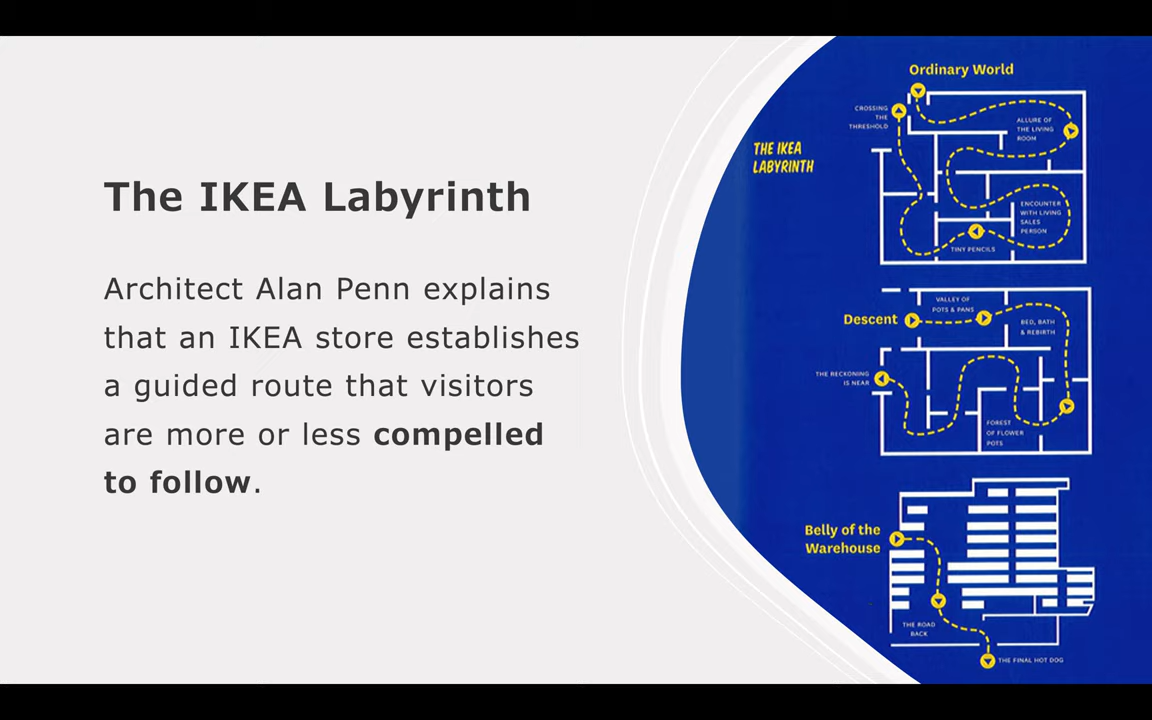 The IKEA Labyrinth
Architect Alan Penn explains
that an IKEA store establishes
a guided route that visitors
are more or less compelled
to follow.
THE IKEA
LABYRINTH
Ordinary World
CROSSING
THE
THRESHOLD
ALLURE OF
THE LIVING
ROOM
ENCOUNTER
WITH LIVING
SALES
PERSON
TINY PENCILS
Descent
VALLEY OF
POTS & PANS
BED, BATH
& REBIRTH
THE RECKONING
IS NEAR
FOREST
OF FLOWER
POTS
Belly of the
Warehouse
THE ROAD
BACK
THE FINAL HOT DOG